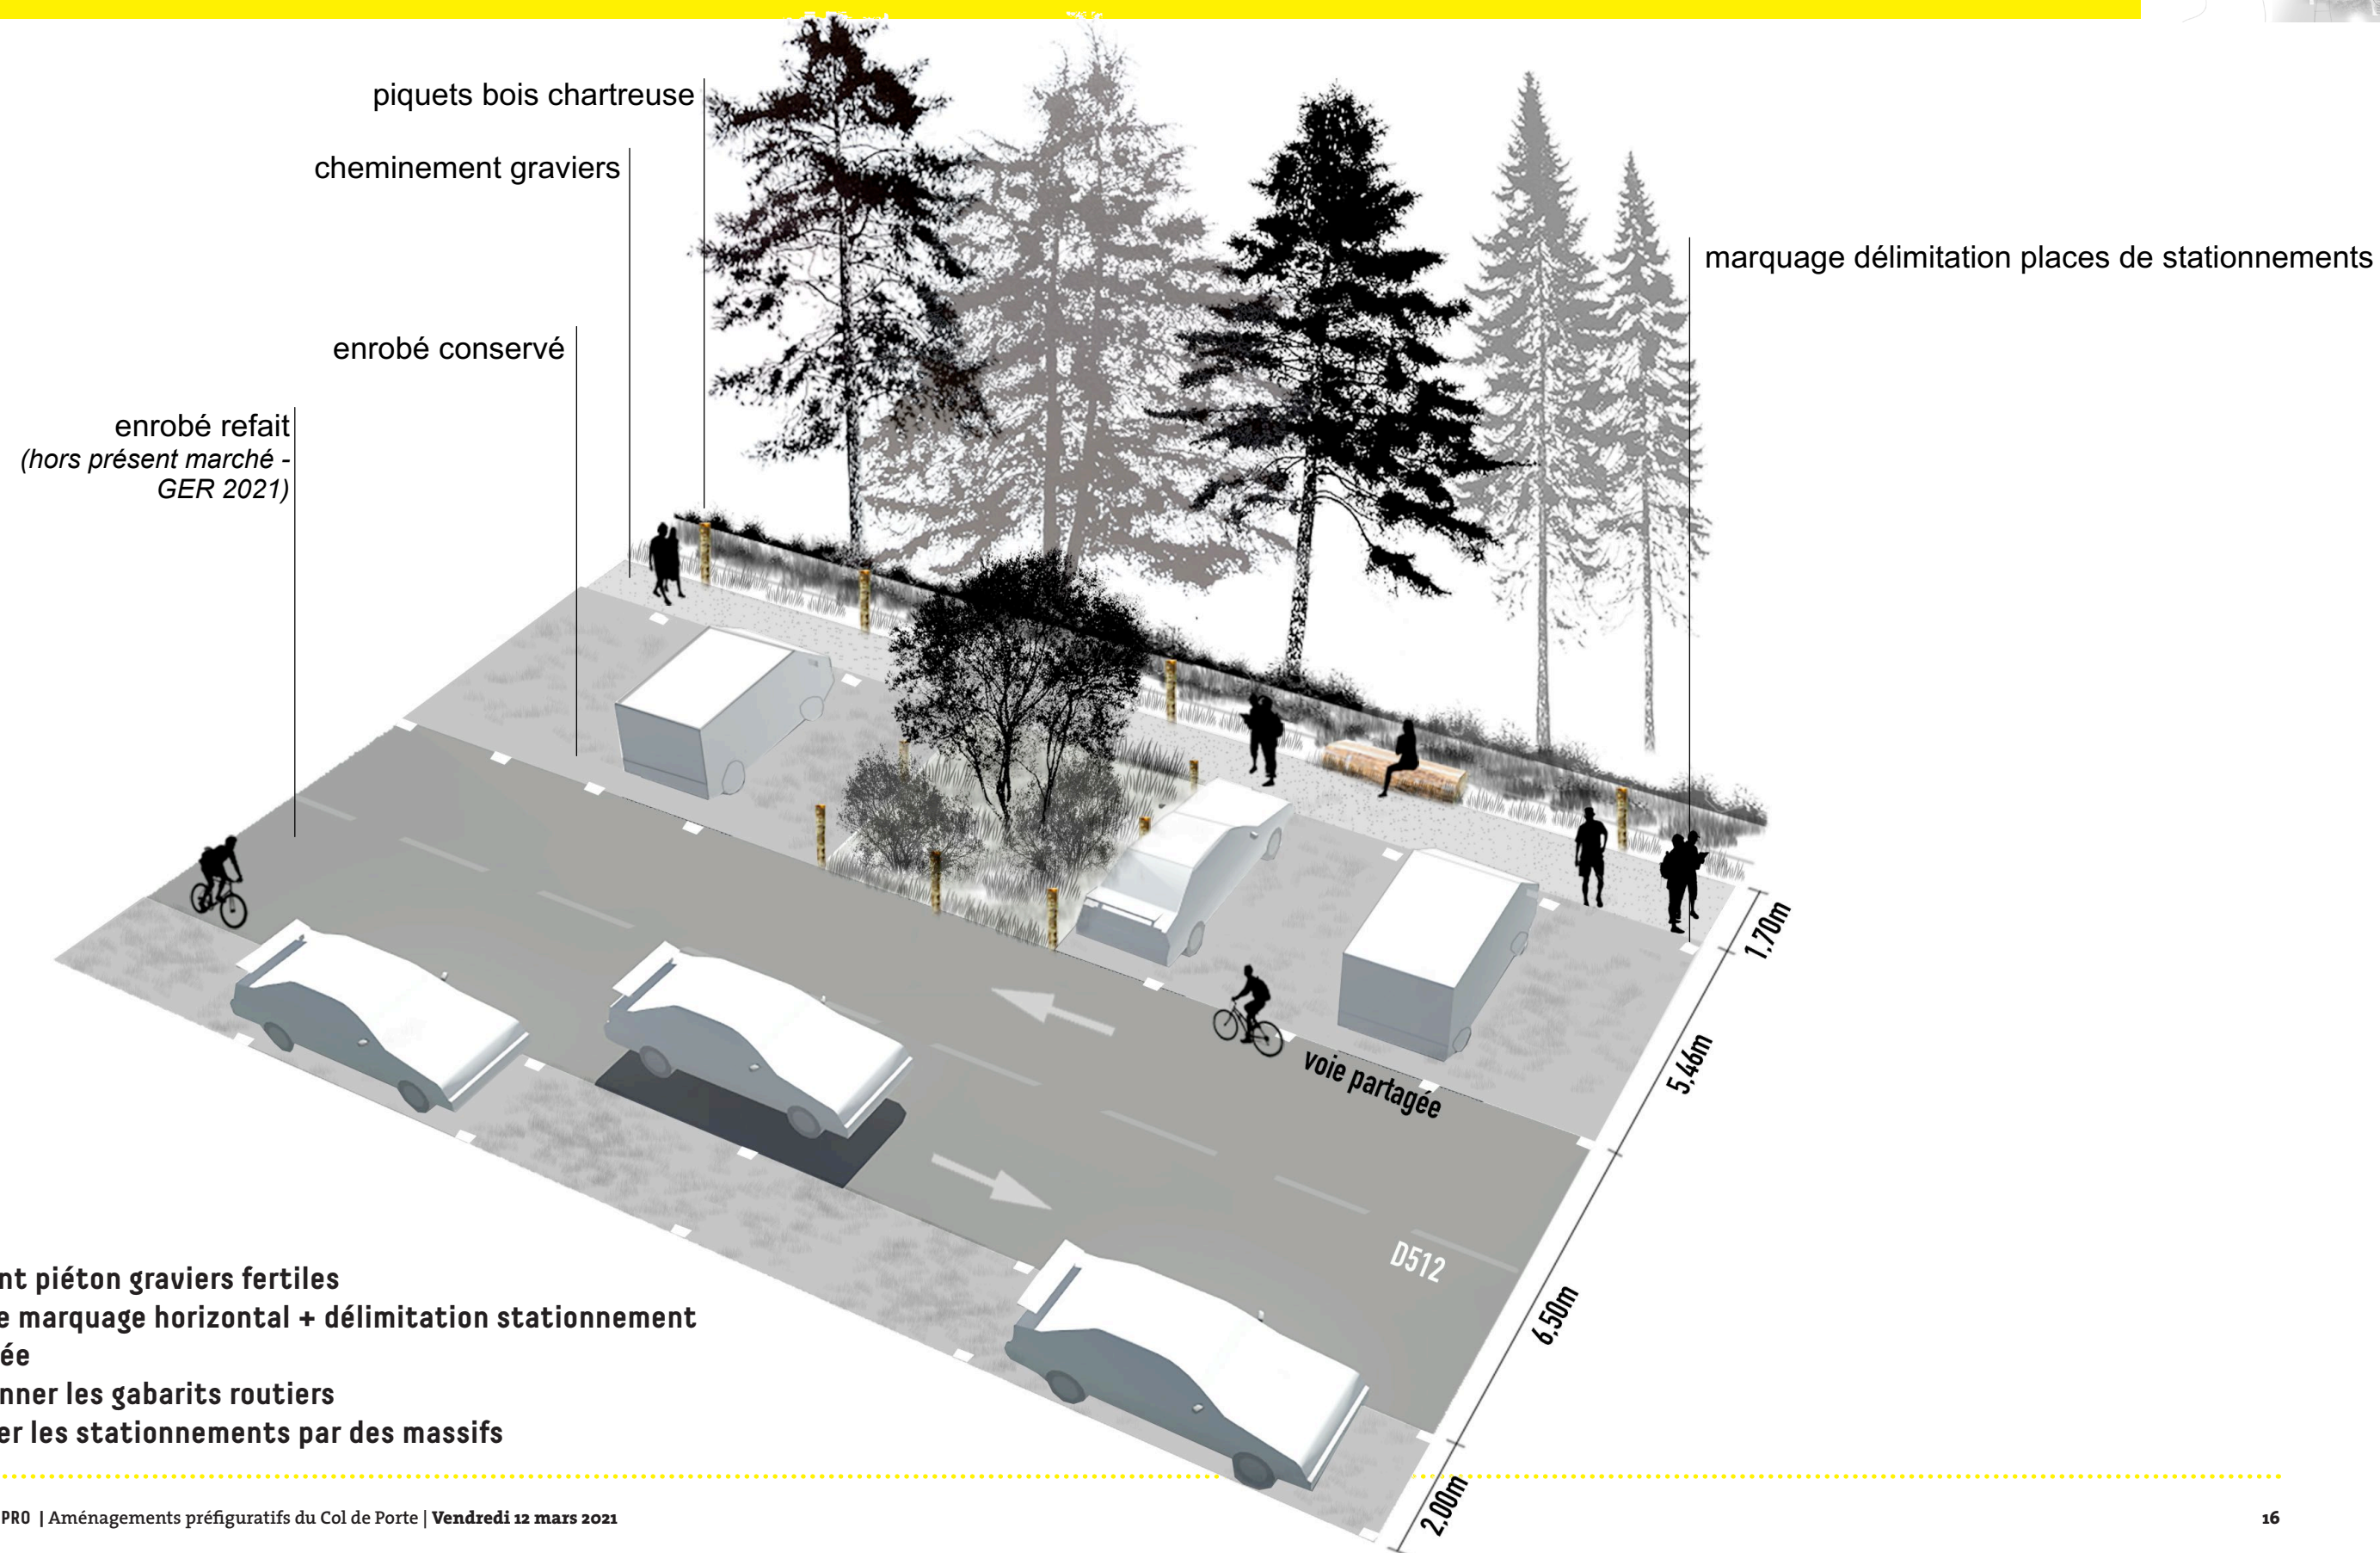 piquets bois chartreuse
cheminement graviers
marquage délimitation places de stationnements
enrobé conservé
enrobé refait
(hors présent marché -
GER 2021)
1,70m
5,46m
voie partagée
D512
6,50m
2,00m
nt piéton graviers fertiles
e marquage horizontal + délimitation stationnement
ée
nner les gabarits routiers
er les stationnements par des massifs
PRO | Aménagements préfiguratifs du Col de Porte | Vendredi 12 mars 2021
16